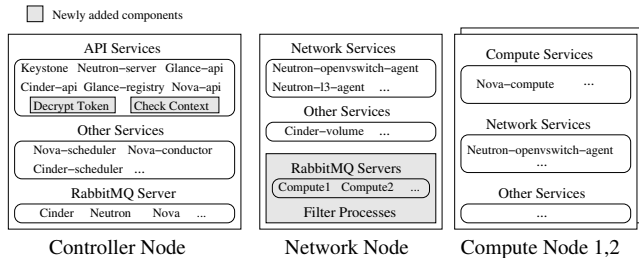 Newly added components
API Services
Keystone Neutron−server Glance−api
Cinder−api Glance−registry Nova−api
Decrypt Token Check Context
Other Services
Nova−scheduler Nova−conductor
Cinder−scheduler ...
RabbitMQ Server
Cinder Neutron Nova ...
Controller Node
Network Services
Neutron−openvswitch−agent
Neutron−l3−agent ...
Other Services
Cinder−volume ...
RabbitMQ Servers
Compute1 Compute2 ...
Filter Processes
Network Node
Compute Services
Nova−compute ...
Network Services
Neutron−openvswitch−agent
...
Other Services
...
Compute Node 1,2